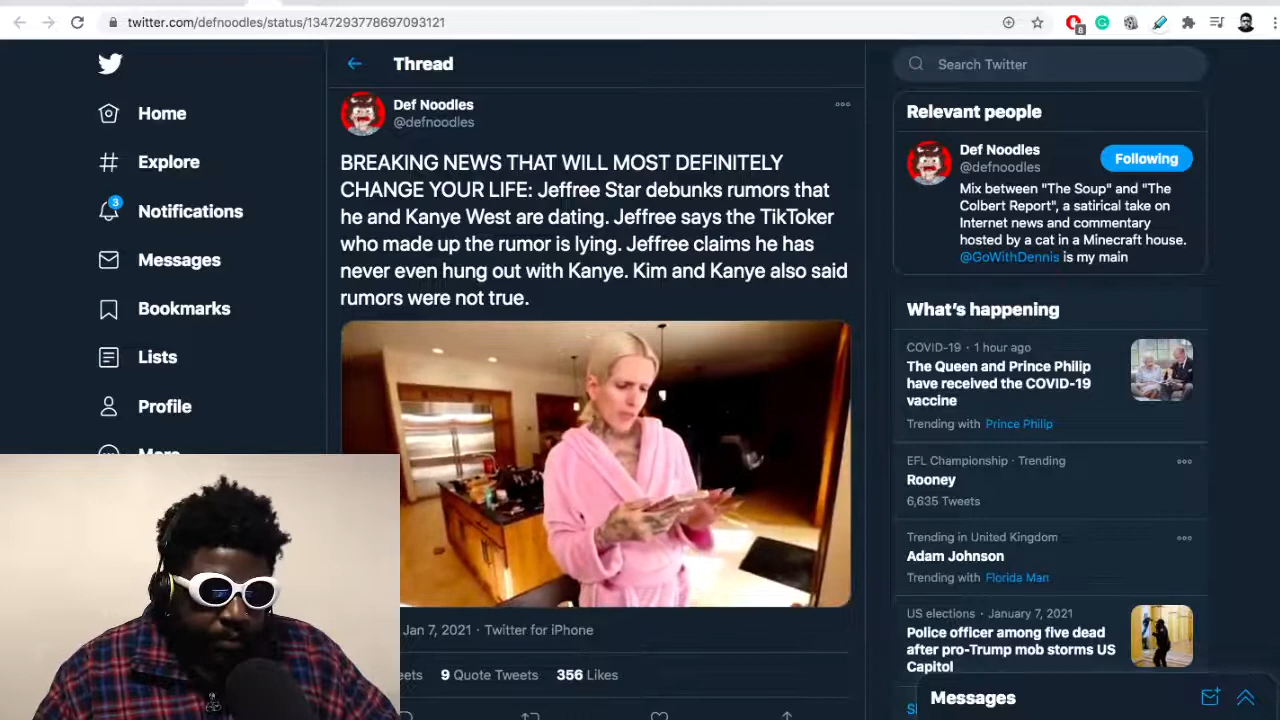 twitter.com/defnoodles/status/1347293778697093121
8
Home
Explore
3
Notifications
Messages
Bookmarks
Lists
Profile
More
Thread
Def Noodles
@defnoodles
BREAKING NEWS THAT WILL MOST DEFINITELY
CHANGE YOUR LIFE: Jeffree Star debunks rumors that
he and Kanye West are dating. Jeffree says the TikToker
who made up the rumor is lying. Jeffree claims he has
never even hung out with Kanye. Kim and Kanye also said
rumors were not true.
Jan 7, 2021 · Twitter for iPhone
9 Quote Tweets 356 Likes
Search Twitter
Relevant people
Def Noodles
@defnoodles
Following
Mix between "The Soup" and "The
Colbert Report", a satirical take on
Internet news and commentary
hosted by a cat in a Minecraft house.
@GoWithDennis is my main
What's happening
COVID-19 · 1 hour ago
The Queen and Prince Philip
have received the COVID-19
vaccine
Trending with Prince Philip
EFL Championship · Trending
Rooney
6,635 Tweets
Trending in United Kingdom
Adam Johnson
Trending with Florida Man
US elections · January 7, 2021
Police officer among five dead
after pro-Trump mob storms US
Capitol
Messages